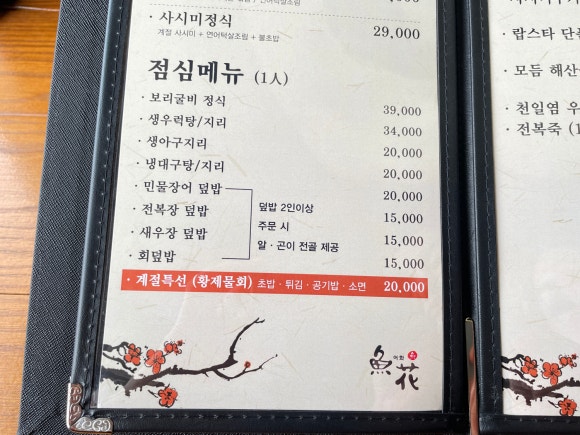 · 사시미정식 29,000
계절 사시미 + 연어턱살조림 + 불초밥
점심메뉴 (1人)
· 보리굴비 정식 39,000
· 생우럭탕/지리 34,000
· 생아구지리 20,000
· 냉대구탕/지리 20,000
· 민물장어 덮밥 20,000
· 전복장 덮밥 15,000
· 새우장 덮밥 15,000
· 회덮밥 15,000
덮밥 2인이상
주문 시
알 · 곤이 전골 제공
· 계절특선 (황제물회) 초밥 · 튀김 · 공기밥 · 소면 20,000
어화
魚花
· 랍스타 단
· 모듬 해산
· 천일염 우
· 전복죽 (1